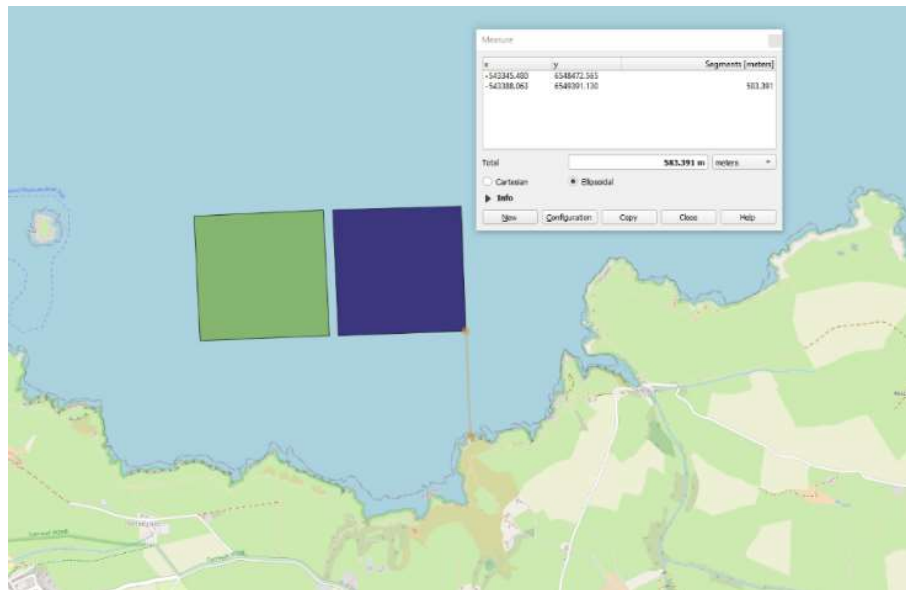 Measure
x y Segments [meters]
-543345.480 6548472.565
-543388.063 6549391.130 583.391
Total 583.391 m meters
Cartesian Ellipsoidal
Info
New Configuration Copy Close Help